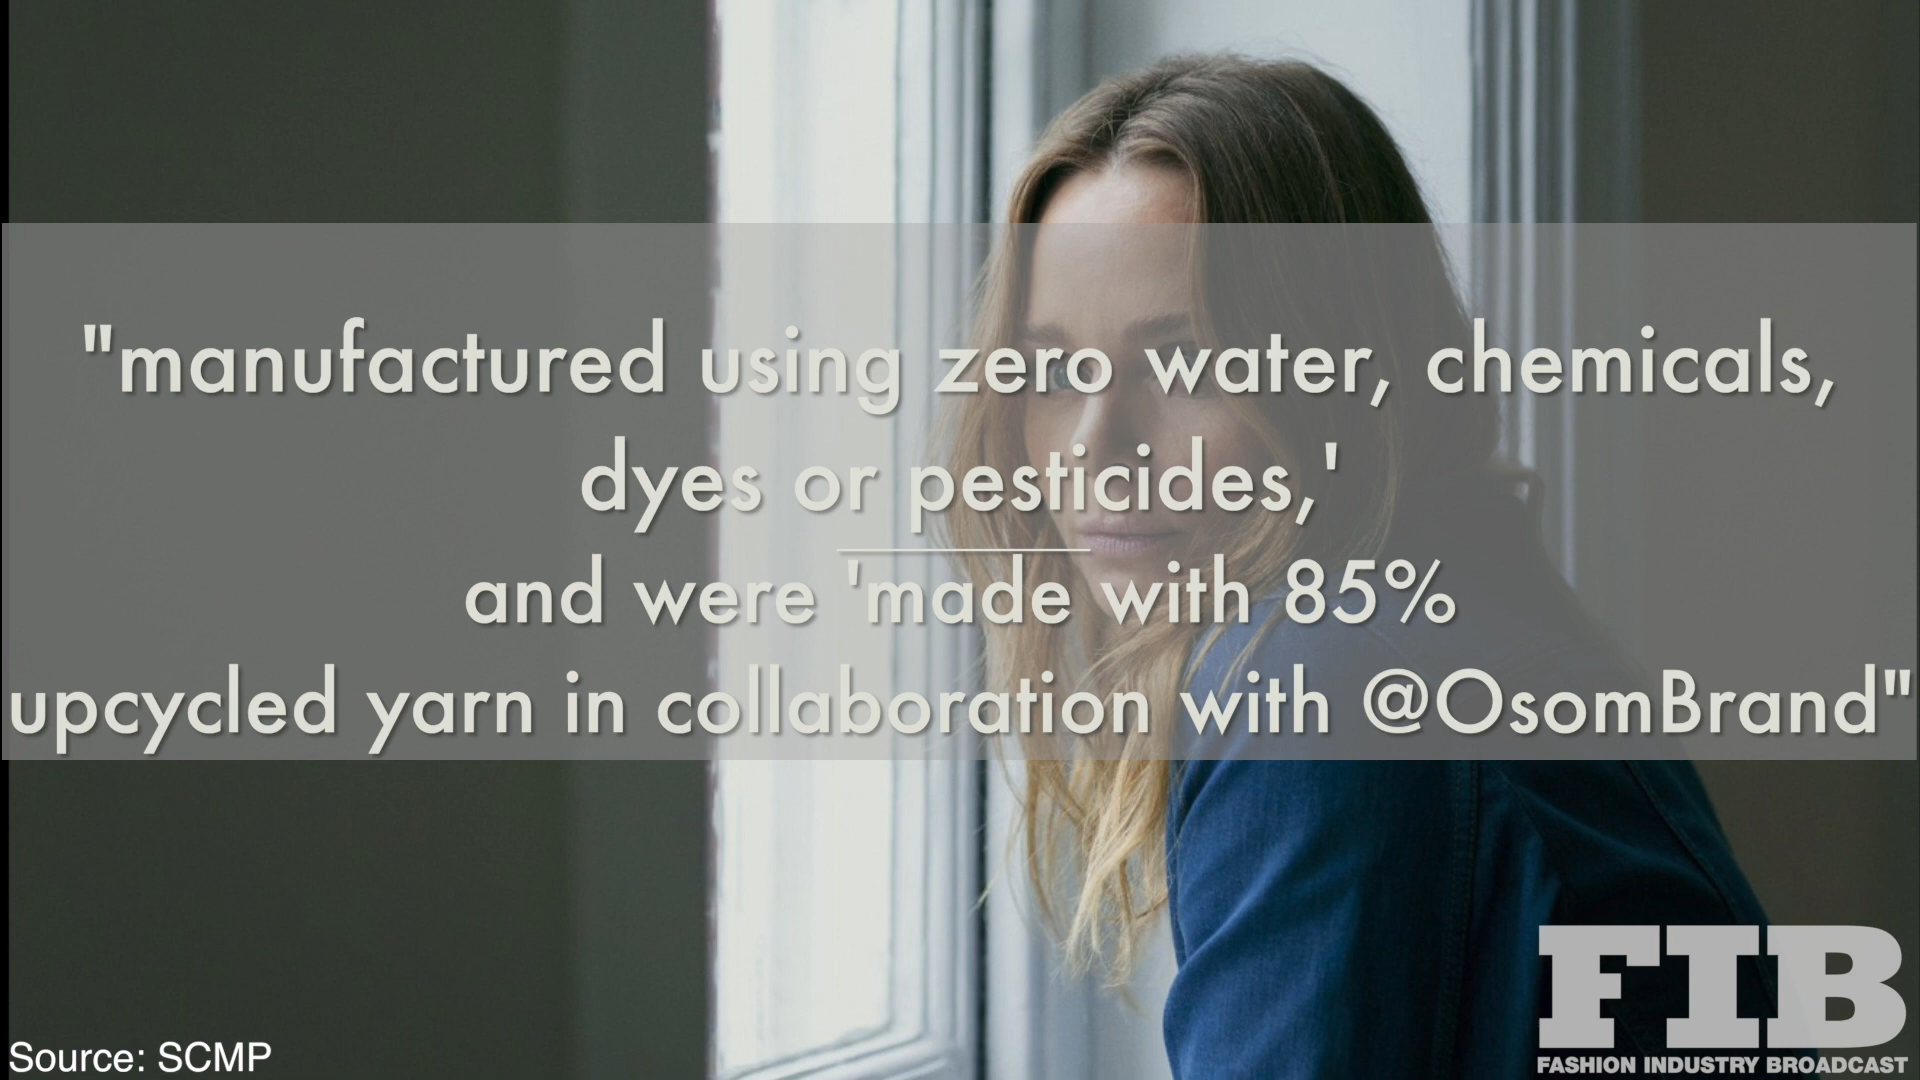 "manufactured using zero water, chemicals,
dyes or pesticides,'
and were 'made with 85%
upcycled yarn in collaboration with @OsomBrand"
Source: SCMP
FIB
FASHION INDUSTRY BROADCAST